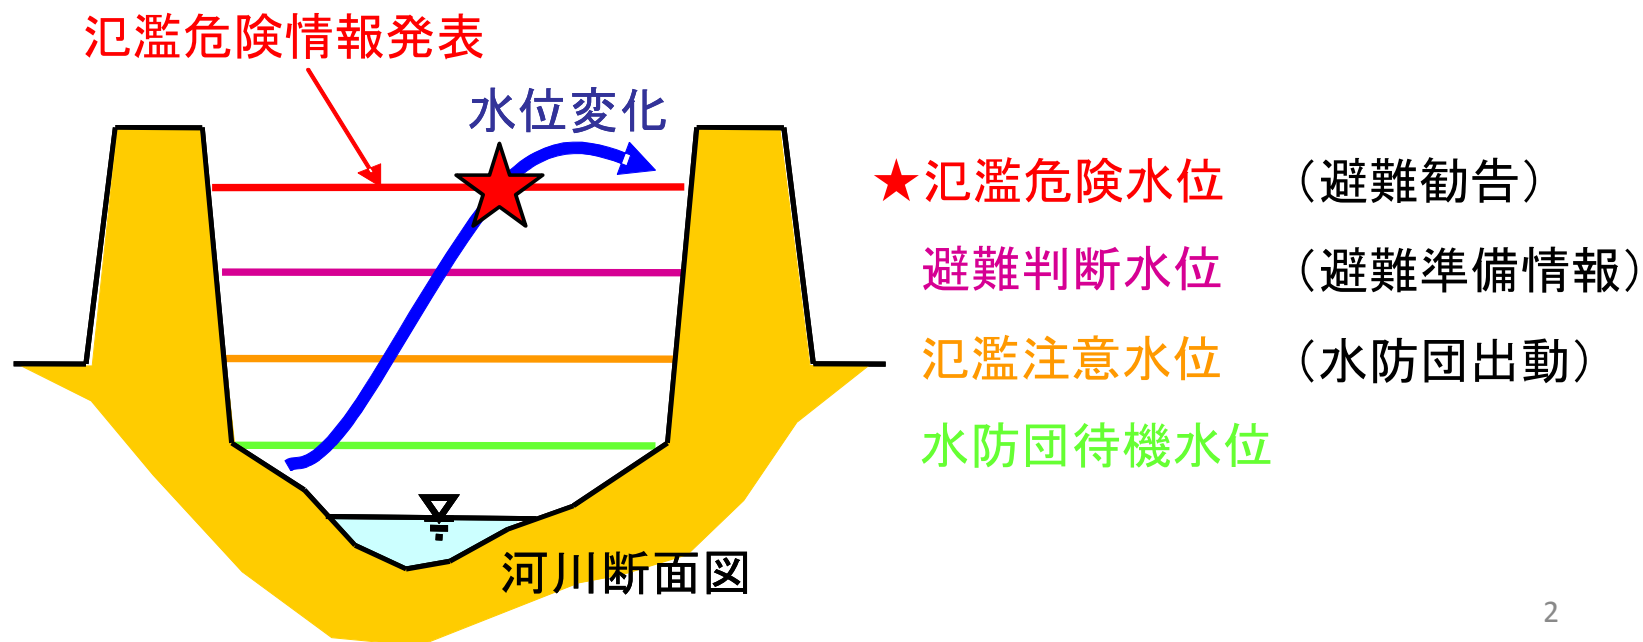 氾濫危険情報発表
水位変化
★氾濫危険水位 （避難勧告）
避難判断水位 （避難準備情報）
氾濫注意水位 （水防団出動）
水防団待機水位
河川断面図
2